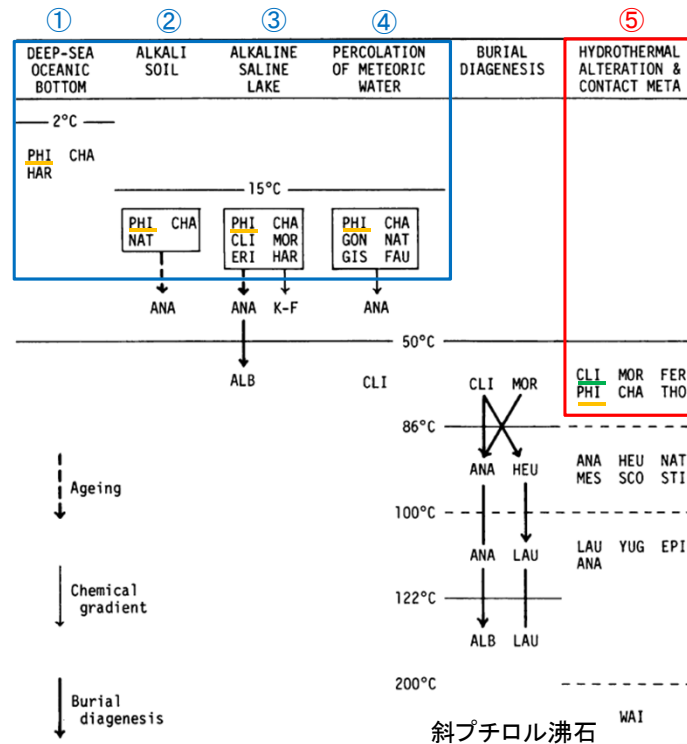 ① ② ③ ④ ⑤
DEEP-SEA OCEANIC BOTTOM
ALKALI SOIL
ALKALINE SALINE LAKE
PERCOLATION OF METEORIC WATER
BURIAL DIAGENESIS
HYDROTHERMAL ALTERATION & CONTACT META
2°C
PHI CHA
HAR
15°C
PHI CHA
NAT
PHI CHA
CLI MOR
ERI HAR
PHI CHA
GON NAT
GIS FAU
ANA
ANA K-F
ANA
50°C
ALB
CLI
CLI MOR
CLI MOR FER
PHI CHA THO
86°C
ANA HEU
ANA HEU NAT
MES SCO STI
Ageing
100°C
ANA LAU
LAU YUG EPI
ANA
Chemical
gradient
122°C
ALB LAU
200°C
Burial
diagenesis
斜プチロル沸石
WAI